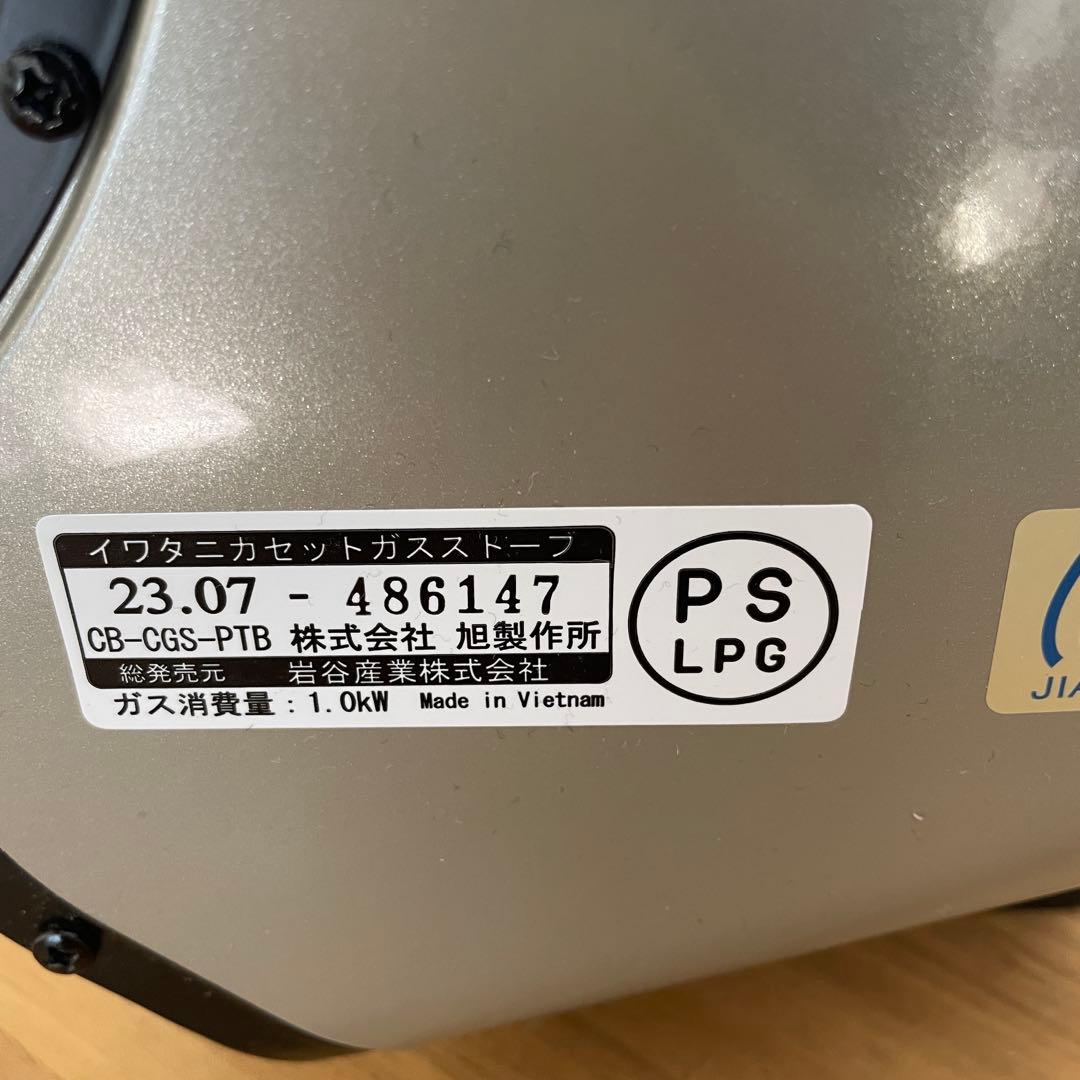 イワタニカセットガスストーブ
23.07 - 486147
CB-CGS-PTB 株式会社 旭製作所
総発売元 岩谷産業株式会社
ガス消費量:1.0kW Made in Vietnam
PS
LPG
JIA